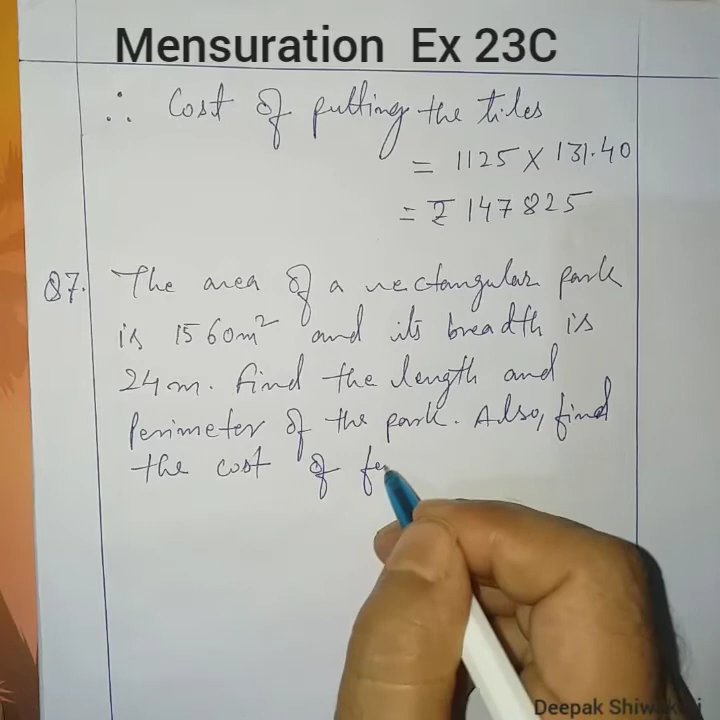 Mensuration Ex 23C
∴ Cost of putting the tiles
= 1125 × 131.40
= ₹ 147825
Q7. The area of a rectangular park
is 1560m² and its breadth is
24m. find the length and
perimeter of the park. Also, find
the cost of fe
Deepak Shiw